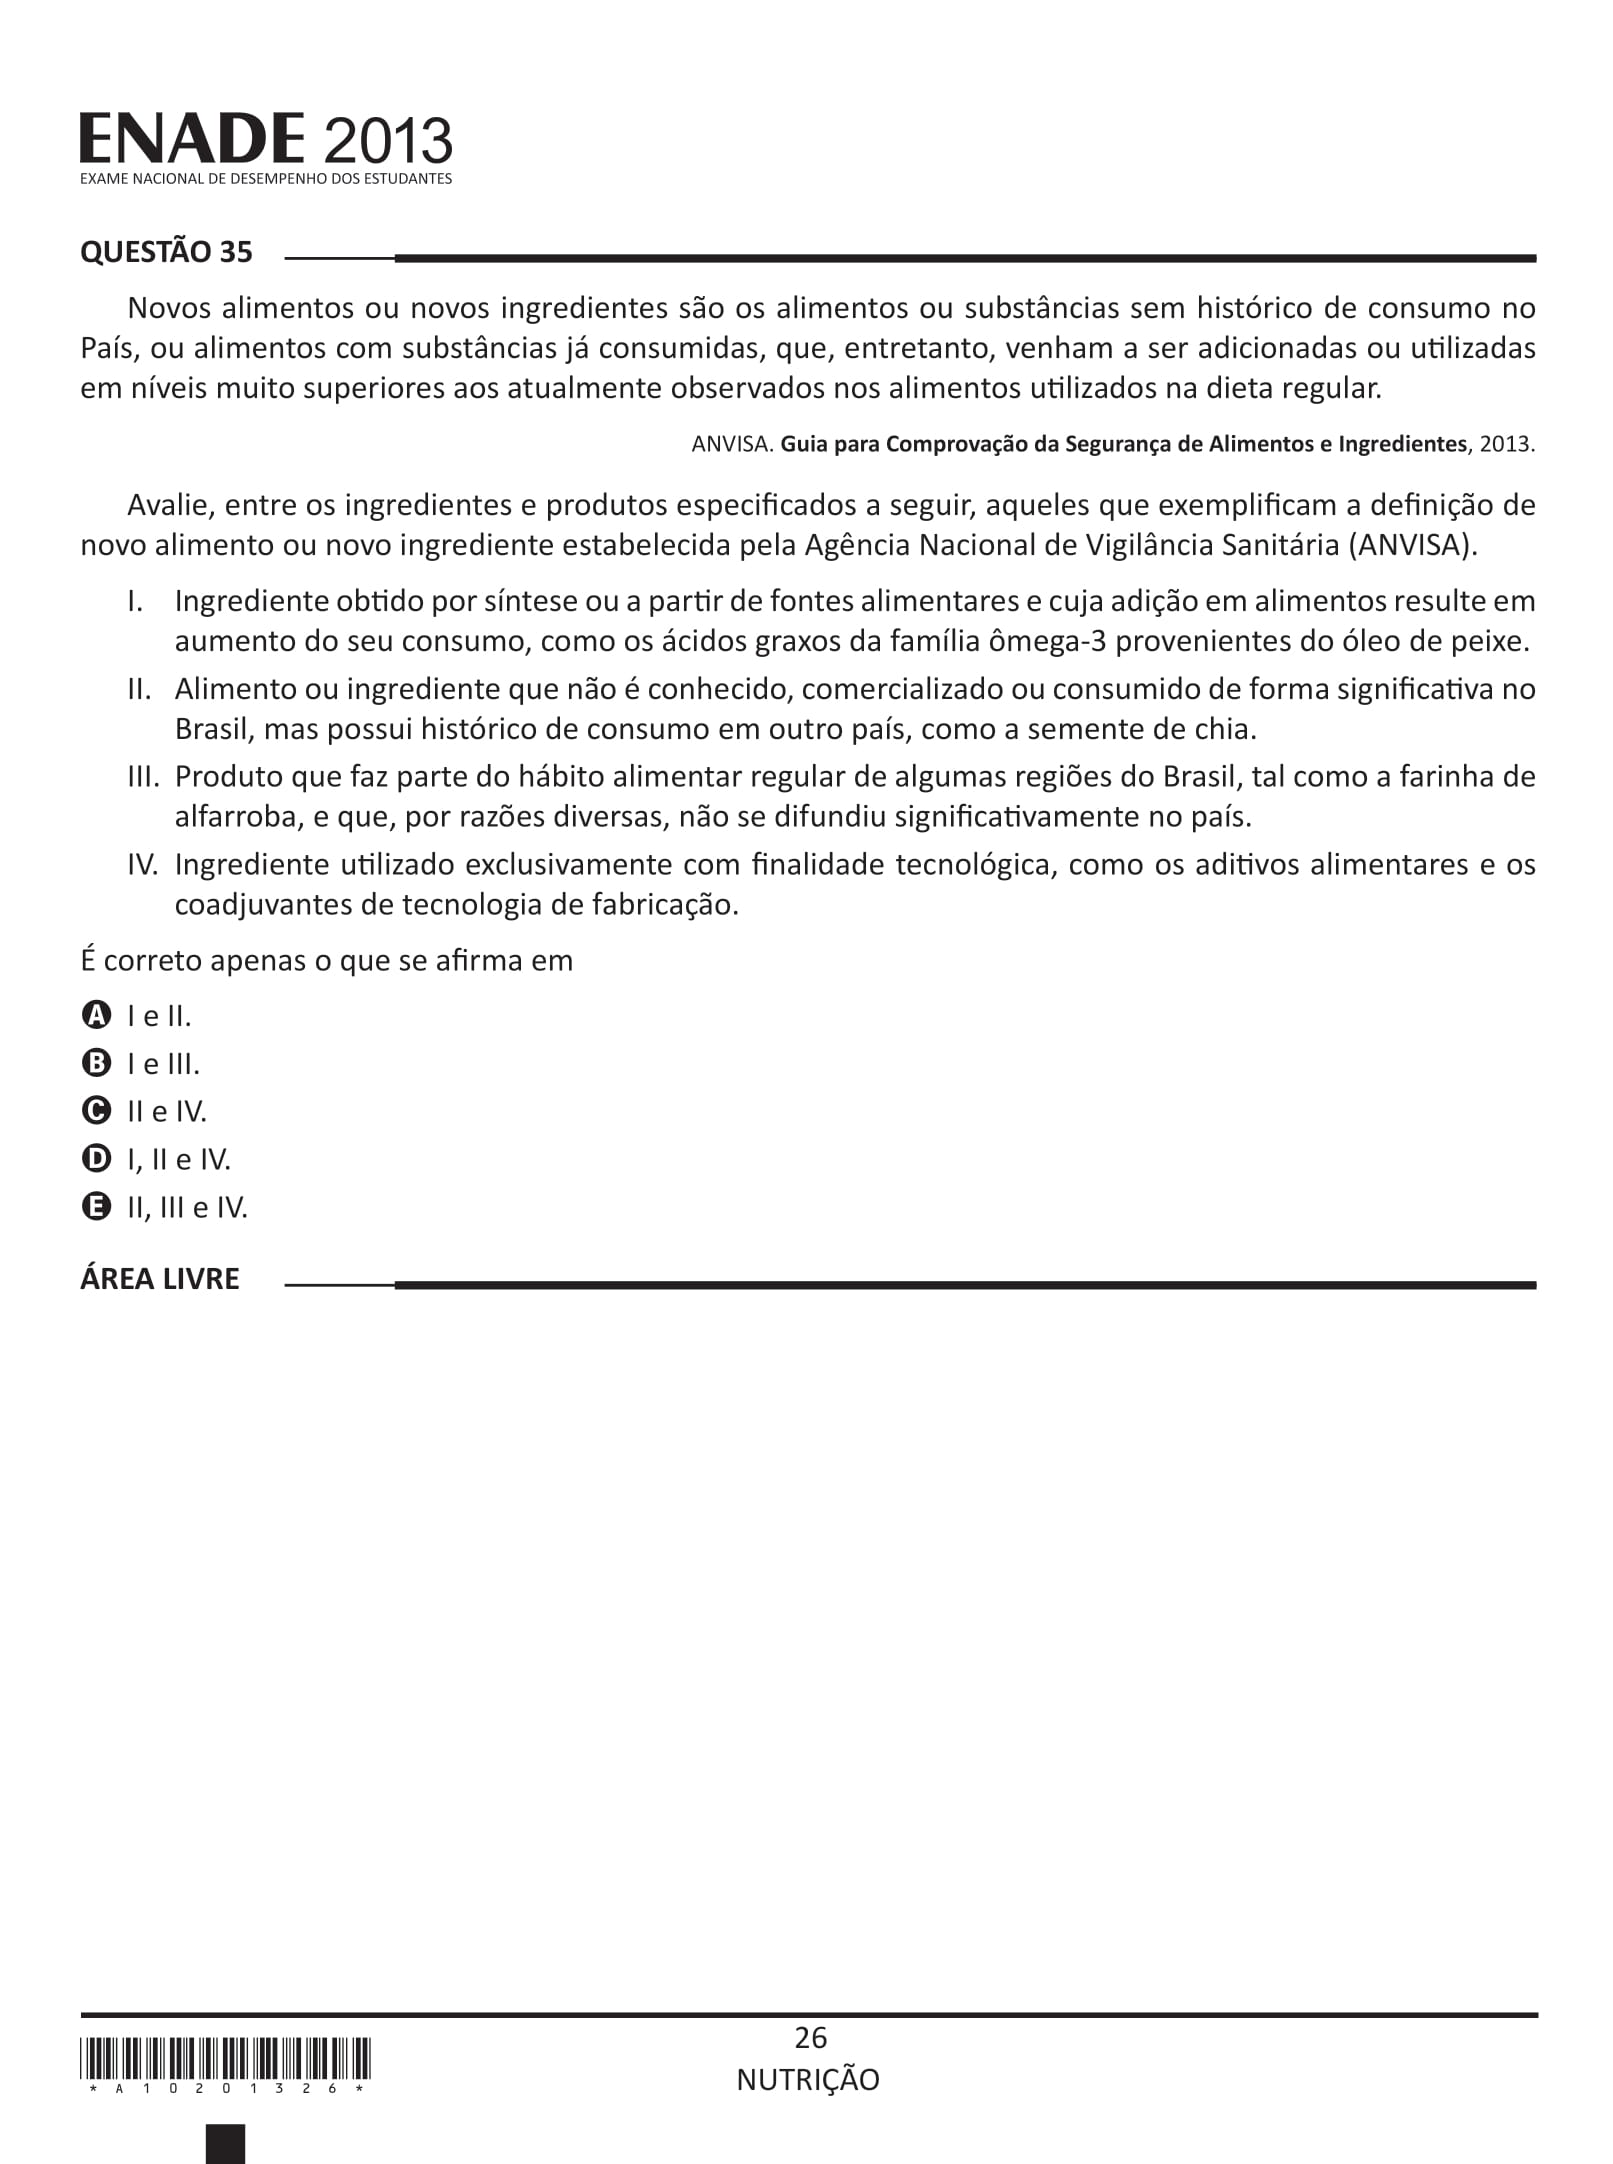 ENADE 2013
EXAME NACIONAL DE DESEMPENHO DOS ESTUDANTES
QUESTÃO 35
Novos alimentos ou novos ingredientes são os alimentos ou substâncias sem histórico de consumo no
País, ou alimentos com substâncias já consumidas, que, entretanto, venham a ser adicionadas ou utilizadas
em níveis muito superiores aos atualmente observados nos alimentos utilizados na dieta regular.
ANVISA. Guia para Comprovação da Segurança de Alimentos e Ingredientes, 2013.
Avalie, entre os ingredientes e produtos especificados a seguir, aqueles que exemplificam a definição de
novo alimento ou novo ingrediente estabelecida pela Agência Nacional de Vigilância Sanitária (ANVISA).
I. Ingrediente obtido por síntese ou a partir de fontes alimentares e cuja adição em alimentos resulte em
aumento do seu consumo, como os ácidos graxos da família ômega-3 provenientes do óleo de peixe.
II. Alimento ou ingrediente que não é conhecido, comercializado ou consumido de forma significativa no
Brasil, mas possui histórico de consumo em outro país, como a semente de chia.
III. Produto que faz parte do hábito alimentar regular de algumas regiões do Brasil, tal como a farinha de
alfarroba, e que, por razões diversas, não se difundiu significativamente no país.
IV. Ingrediente utilizado exclusivamente com finalidade tecnológica, como os aditivos alimentares e os
coadjuvantes de tecnologia de fabricação.
É correto apenas o que se afirma em
A I e II.
B I e III.
C II e IV.
D I, II e IV.
E II, III e IV.
ÁREA LIVRE
26
NUTRIÇÃO
* A 1 0 2 0 1 3 2 6 *